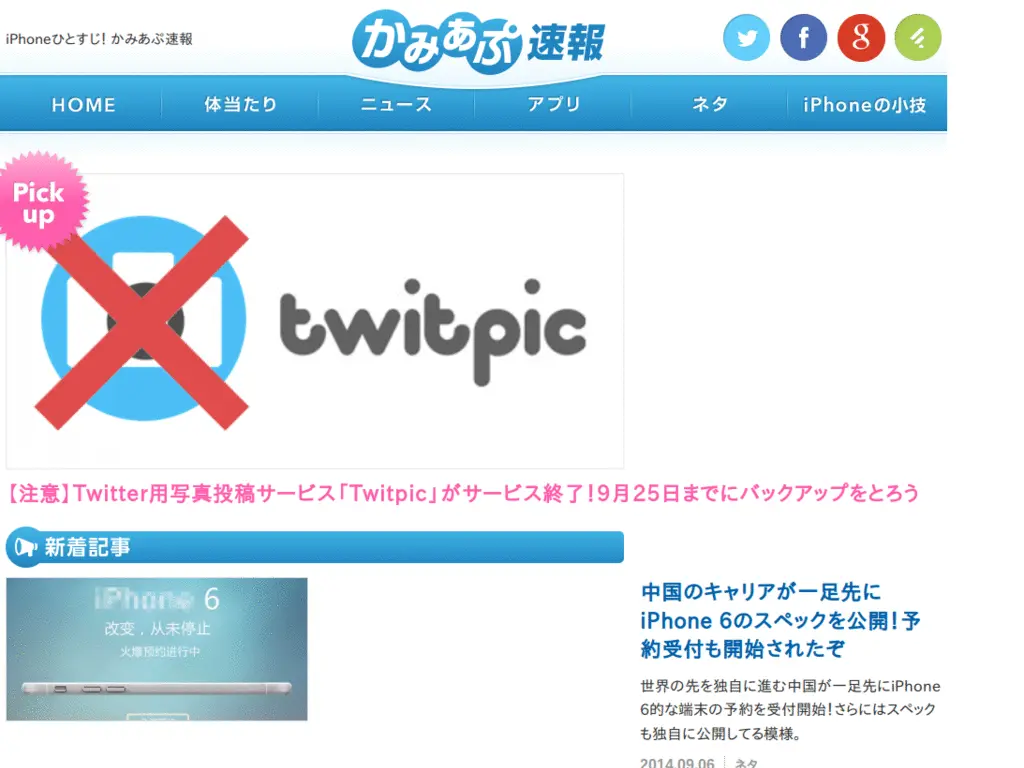 iPhoneひとすじ! かみあぷ速報
かみあぷ速報
HOME 体当たり ニュース アプリ ネタ iPhoneの小技
Pick
up
twitpic
【注意】Twitter用写真投稿サービス「Twitpic」がサービス終了!9月25日までにバックアップをとろう
新着記事
iPhone 6
改变，从未停止
火爆预约进行中
中国のキャリアが一足先に
iPhone 6のスペックを公開!予
約受付も開始されたぞ
世界の先を独自に進む中国が一足先にiPhone
6的な端末の予約を受付開始!さらにはスペック
も独自に公開してる模様。
2014.09.06 ネタ